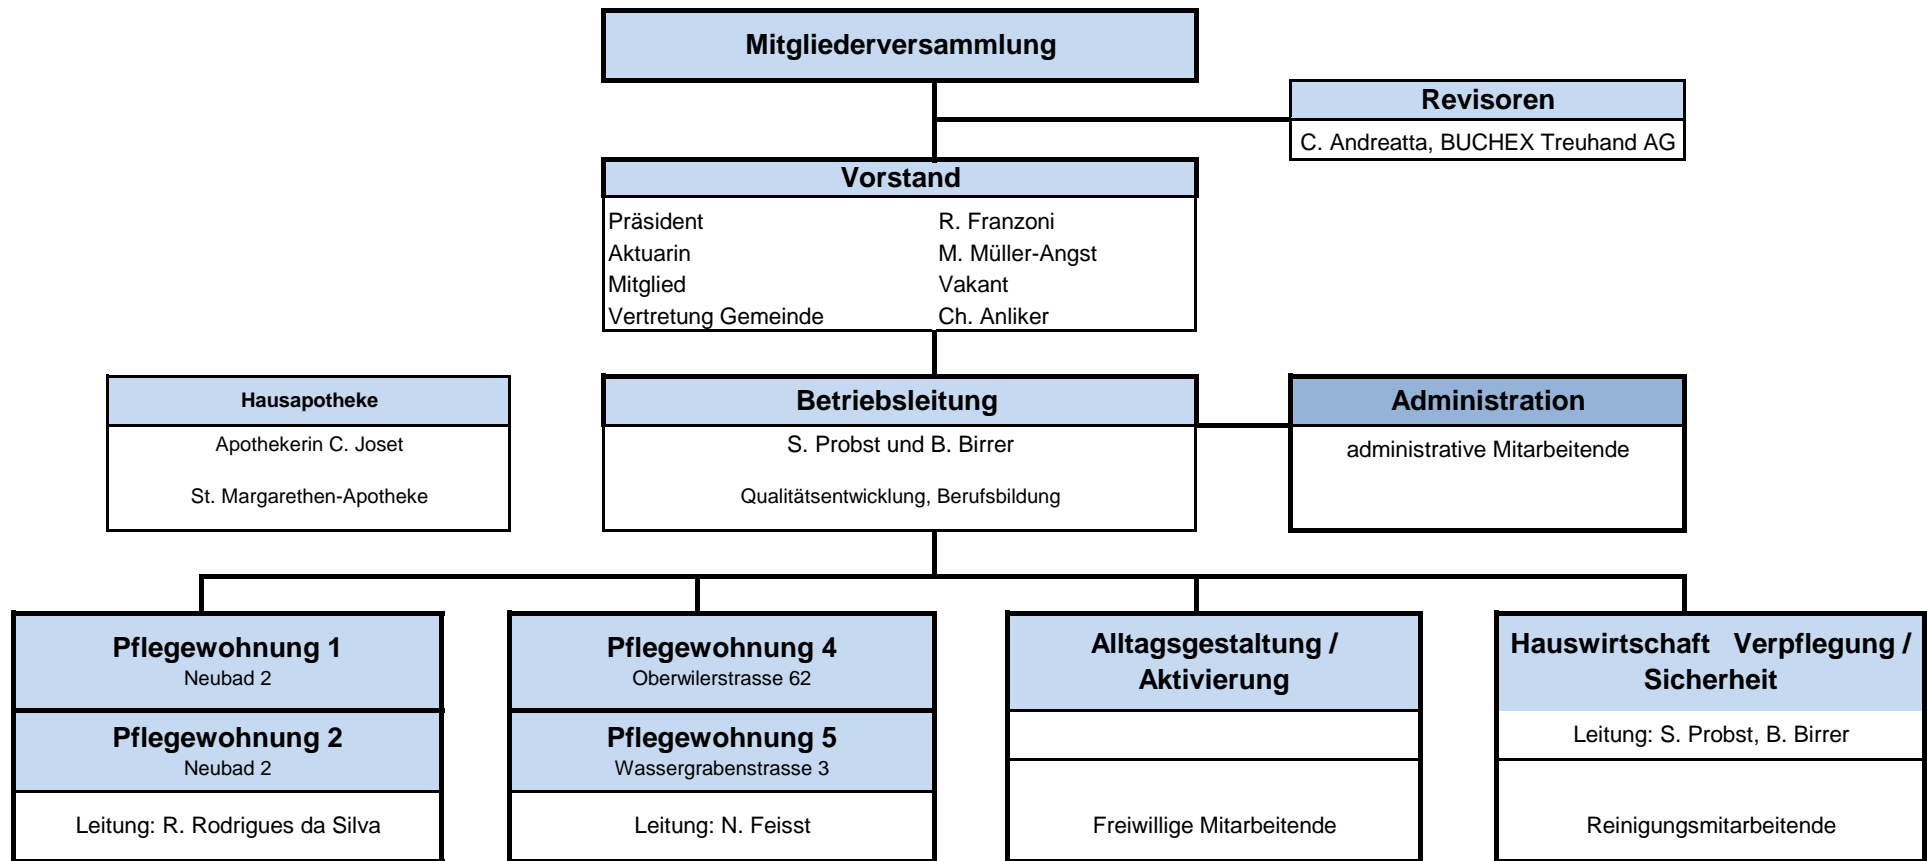 Mitgliederversammlung
Revisoren
C. Andreatta, BUCHEX Treuhand AG
Vorstand
Präsident R. Franzoni
Aktuarin M. Müller-Angst
Mitglied Vakant
Vertretung Gemeinde Ch. Anliker
Hausapotheke
Apothekerin C. Joset
St. Margarethen-Apotheke
Betriebsleitung
S. Probst und B. Birrer
Qualitätsentwicklung, Berufsbildung
Administration
administrative Mitarbeitende
Pflegewohnung 1
Neubad 2
Pflegewohnung 2
Neubad 2
Leitung: R. Rodrigues da Silva
Pflegewohnung 4
Oberwilerstrasse 62
Pflegewohnung 5
Wassergrabenstrasse 3
Leitung: N. Feisst
Alltagsgestaltung /
Aktivierung
Freiwillige Mitarbeitende
Hauswirtschaft Verpflegung /
Sicherheit
Leitung: S. Probst, B. Birrer
Reinigungsmitarbeitende